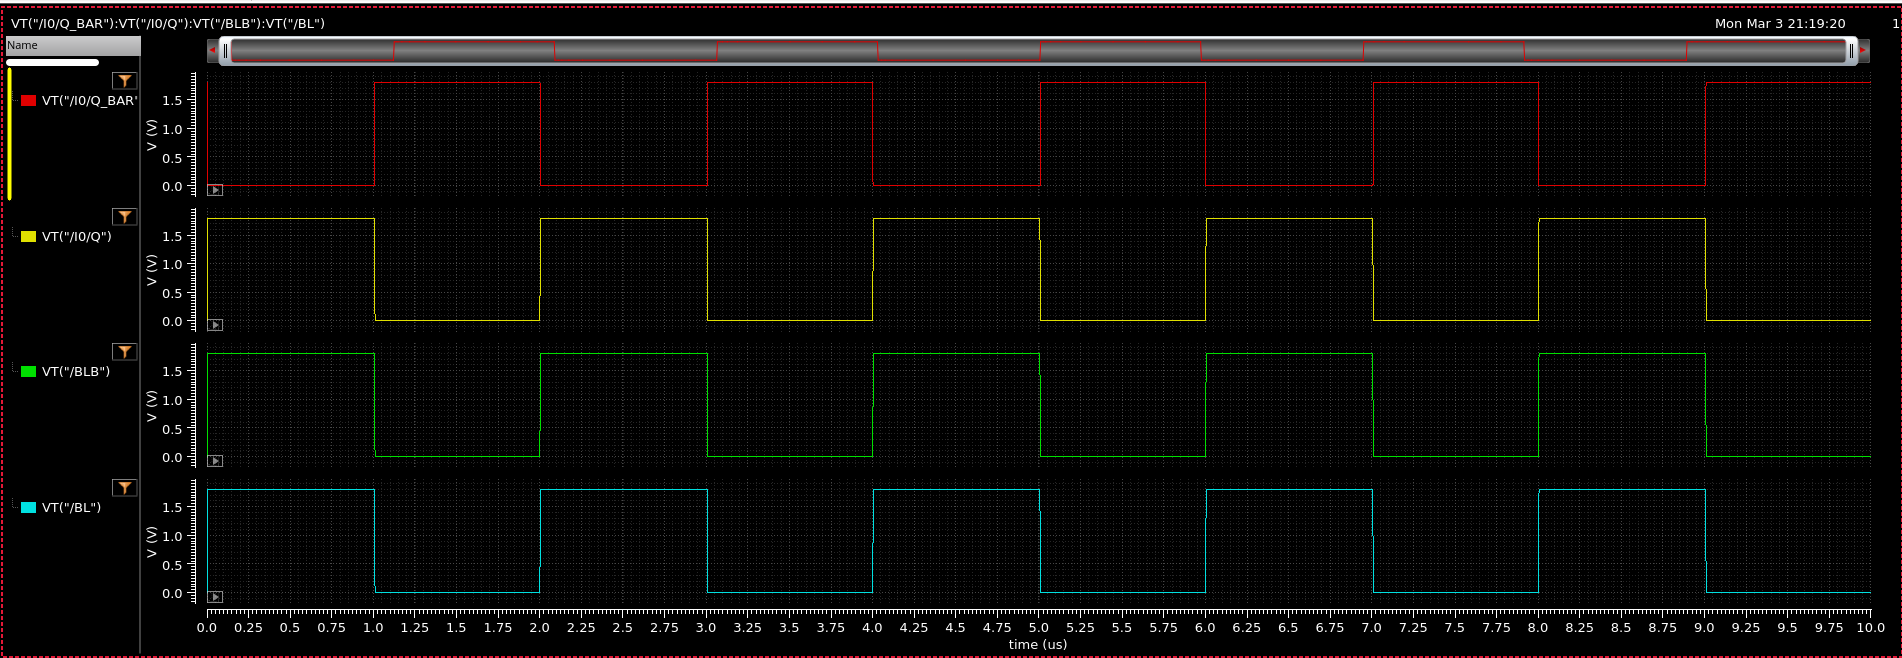 VT("/I0/Q_BAR"):VT("/I0/Q"):VT("/BLB"):VT("/BL")
Mon Mar 3 21:19:20
1
Name
VT("/I0/Q_BAR"
V (V)
1.5
1.0
0.5
0.0
VT("/I0/Q")
V (V)
1.5
1.0
0.5
0.0
VT("/BLB")
V (V)
1.5
1.0
0.5
0.0
VT("/BL")
V (V)
1.5
1.0
0.5
0.0
0.0 0.25 0.5 0.75 1.0 1.25 1.5 1.75 2.0 2.25 2.5 2.75 3.0 3.25 3.5 3.75 4.0 4.25 4.5 4.75 5.0 5.25 5.5 5.75 6.0 6.25 6.5 6.75 7.0 7.25 7.5 7.75 8.0 8.25 8.5 8.75 9.0 9.25 9.5 9.75 10.0
time (us)